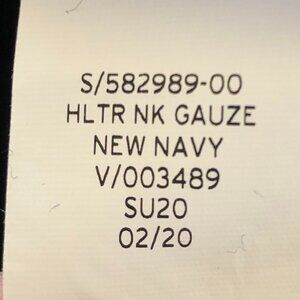 S/582989-00
HLTR NK GAUZE
NEW NAVY
V/003489
SU20
02/20